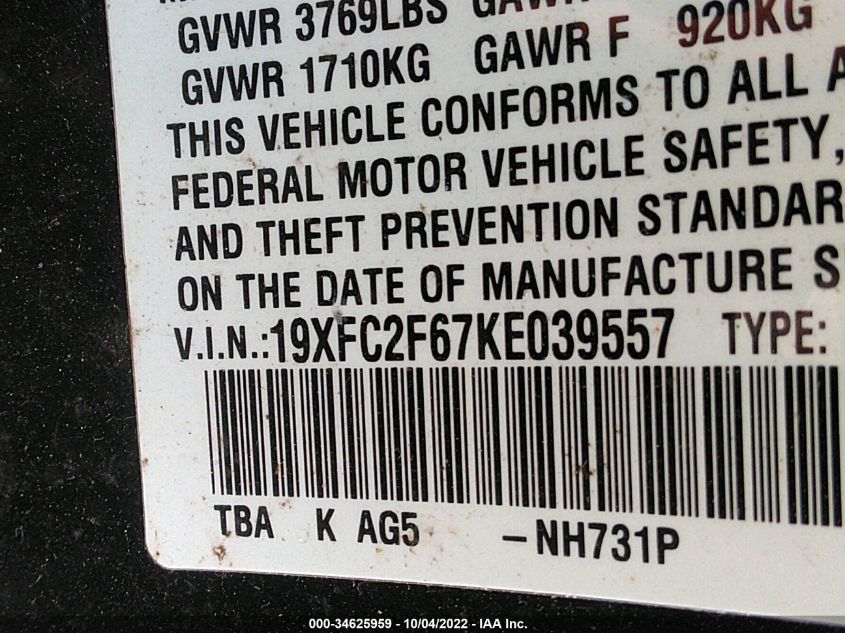 GVWR 3769LBS GAWR
GVWR 1710KG GAWR F 920KG
THIS VEHICLE CONFORMS TO ALL A
FEDERAL MOTOR VEHICLE SAFETY,
AND THEFT PREVENTION STANDAR
ON THE DATE OF MANUFACTURE S
V.I.N.:19XFC2F67KE039557 TYPE:
TBA K AG5 -NH731P
000-34625959 - 10/04/2022 - IAA Inc.